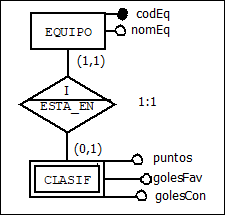 codEq
EQUIPO
nomEq
(1,1)
I
ESTA_EN
1:1
(0,1)
puntos
CLASIF
golesFav
golesCon